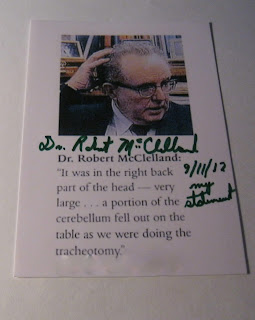 Dr. Robert McClelland
Dr. Robert McClelland:
"It was in the right back
part of the head — very
large . . . a portion of the
cerebellum fell out on the
table as we were doing the
tracheotomy."
9/11/12
my
statement